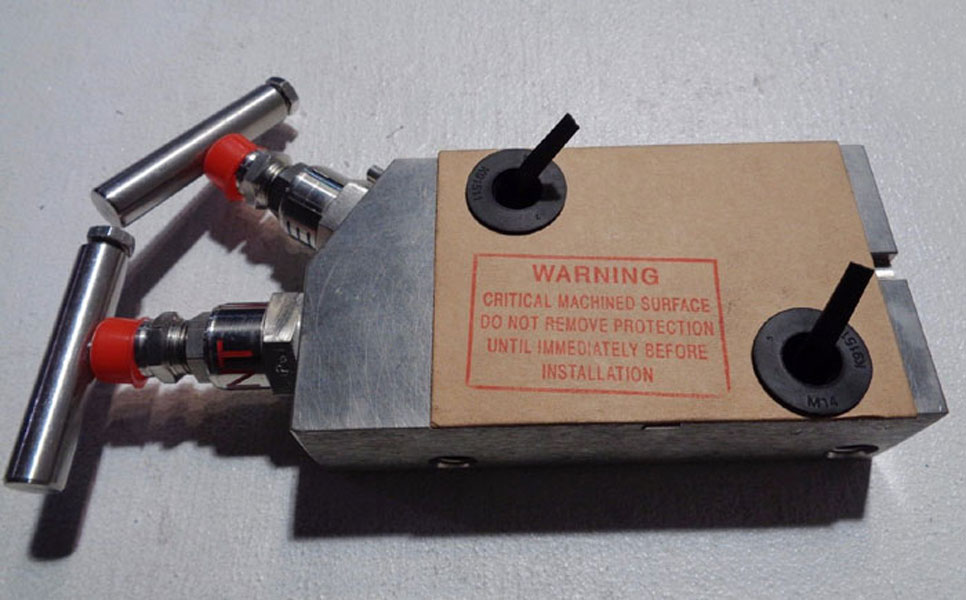 WARNING
CRITICAL MACHINED SURFACE
DO NOT REMOVE PROTECTION
UNTIL IMMEDIATELY BEFORE
INSTALLATION
M14